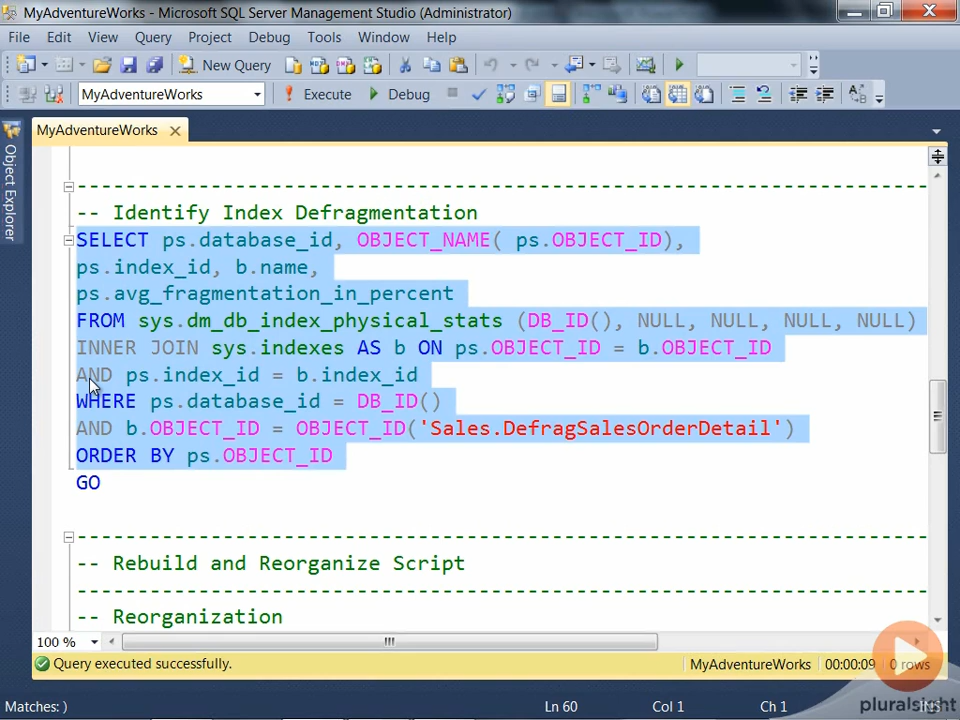 MyAdventureWorks - Microsoft SQL Server Management Studio (Administrator)
File Edit View Query Project Debug Tools Window Help
New Query
MyAdventureWorks Execute Debug
MyAdventureWorks
Object Explorer
-- Identify Index Defragmentation
SELECT ps.database_id, OBJECT_NAME( ps.OBJECT_ID),
ps.index_id, b.name,
ps.avg_fragmentation_in_percent
FROM sys.dm_db_index_physical_stats (DB_ID(), NULL, NULL, NULL, NULL)
INNER JOIN sys.indexes AS b ON ps.OBJECT_ID = b.OBJECT_ID
AND ps.index_id = b.index_id
WHERE ps.database_id = DB_ID()
AND b.OBJECT_ID = OBJECT_ID('Sales.DefragSalesOrderDetail')
ORDER BY ps.OBJECT_ID
GO
-------------------------------------------------------------------
-- Rebuild and Reorganize Script
-------------------------------------------------------------------
-- Reorganization
100 %
Query executed successfully. MyAdventureWorks 00:00:09 0 rows
pluralsight
Matches: ) Ln 60 Col 1 Ch 1 INS